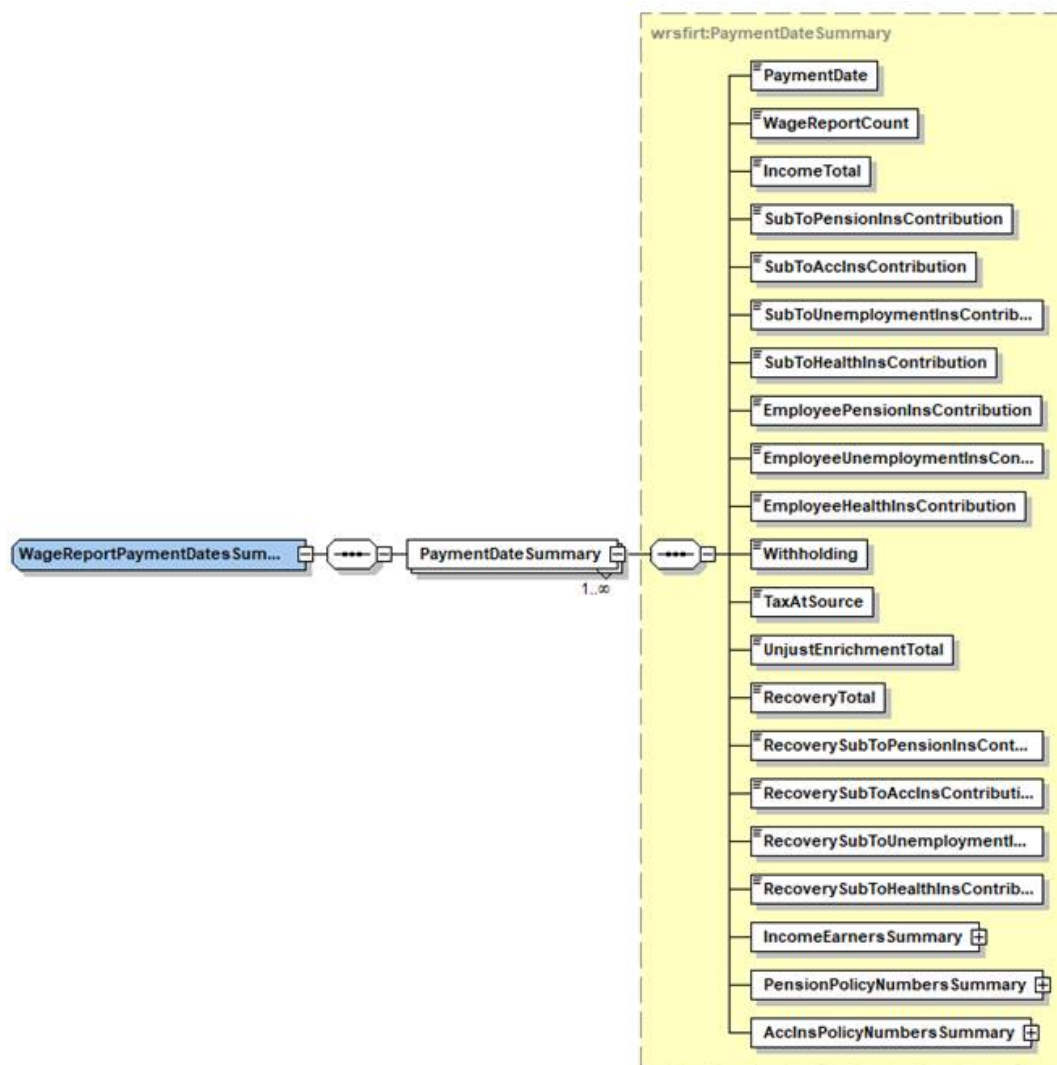 wrsfirt:PaymentDateSummary
PaymentDate
WageReportCount
IncomeTotal
SubToPensionInsContribution
SubToAccInsContribution
SubToUnemploymentInsContrib...
SubToHealthInsContribution
EmployeePensionInsContribution
EmployeeUnemploymentInsCon...
EmployeeHealthInsContribution
WageReportPaymentDatesSum...
PaymentDateSummary
1..∞
Withholding
TaxAtSource
UnjustEnrichmentTotal
RecoveryTotal
RecoverySubToPensionInsCont...
RecoverySubToAccInsContributi...
RecoverySubToUnemploymentI...
RecoverySubToHealthInsContrib...
IncomeEarnersSummary
PensionPolicyNumbersSummary
AccInsPolicyNumbersSummary